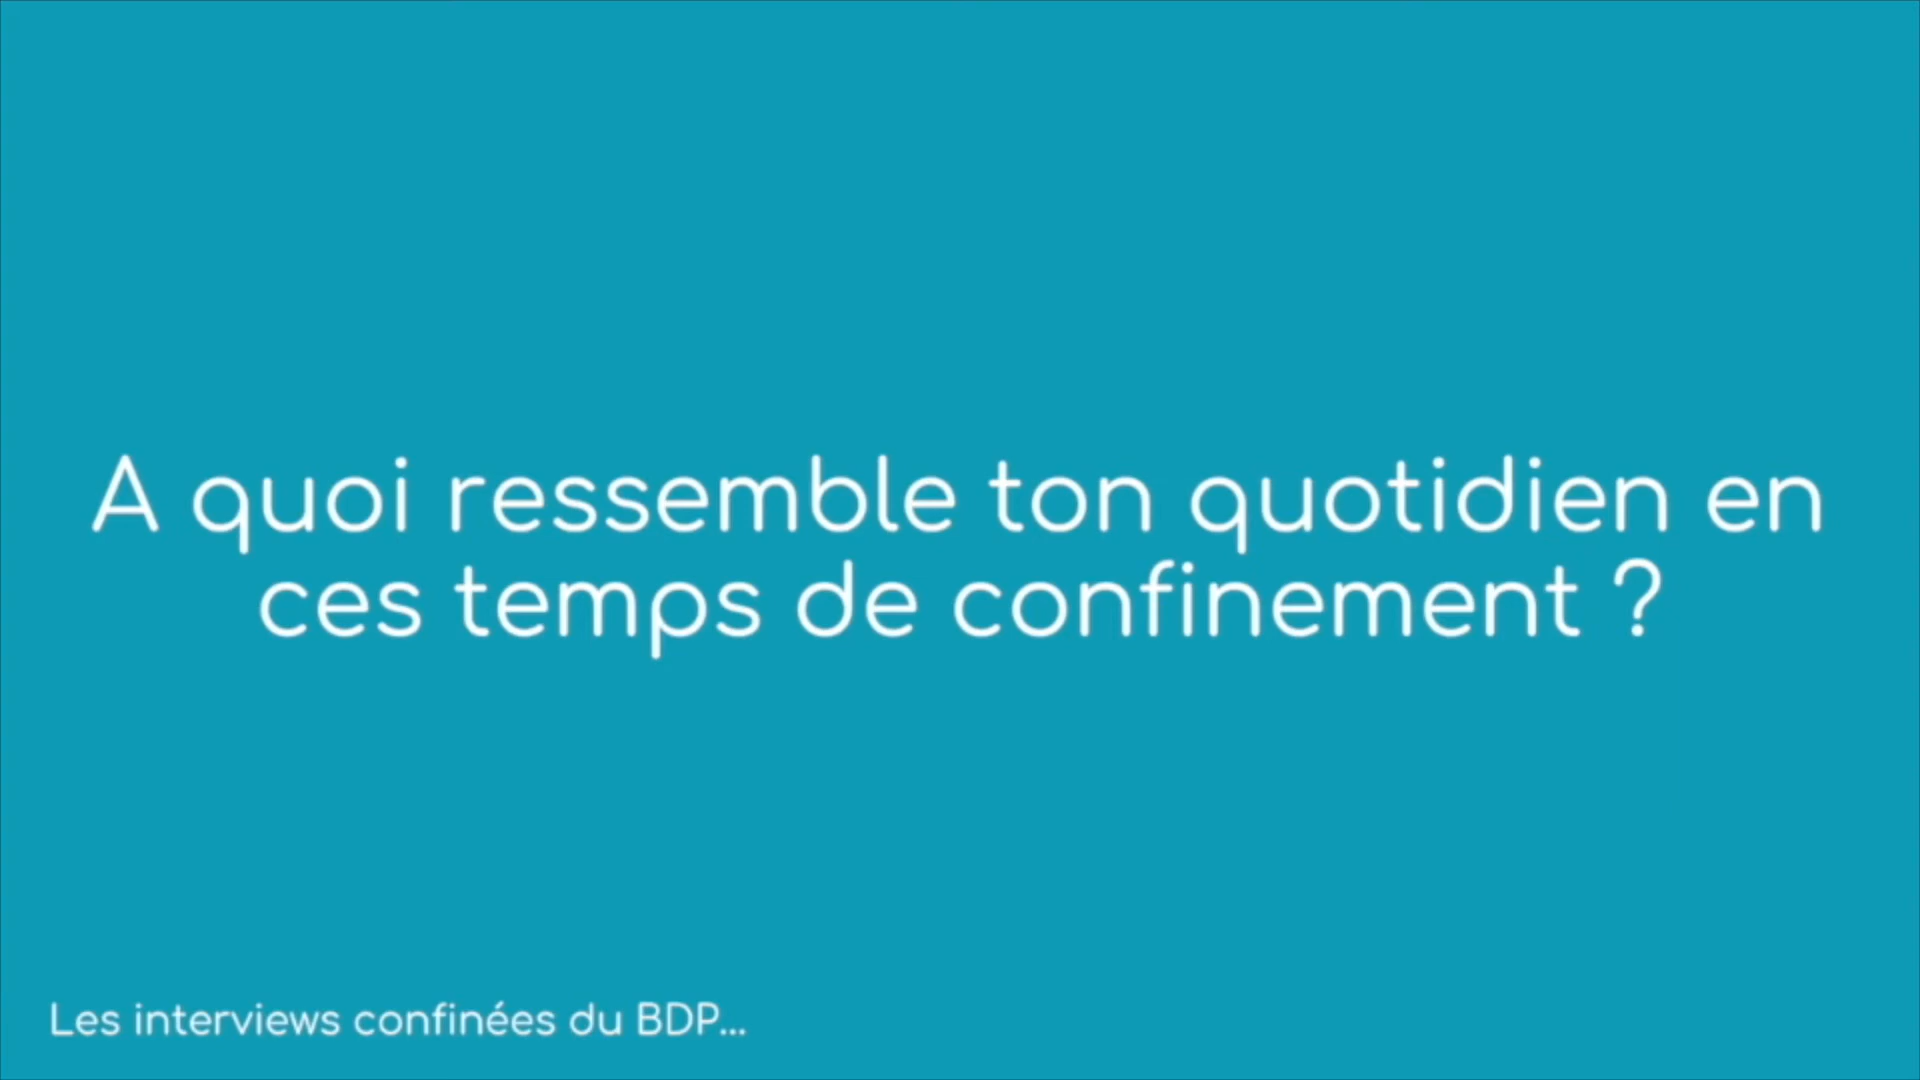 A quoi ressemble ton quotidien en
ces temps de confinement ?
Les interviews confinées du BDP...